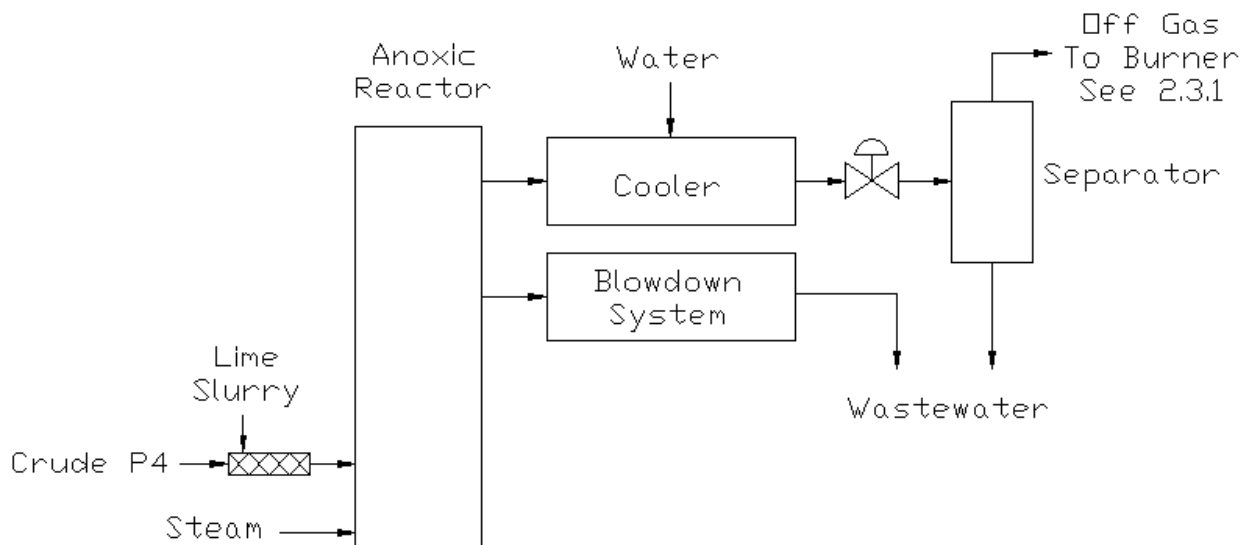 Off Gas
To Burner
See 2.3.1
Anoxic
Reactor
Water
Cooler
Separator
Blowdown
System
Lime
Slurry
Wastewater
Crude P4
Steam